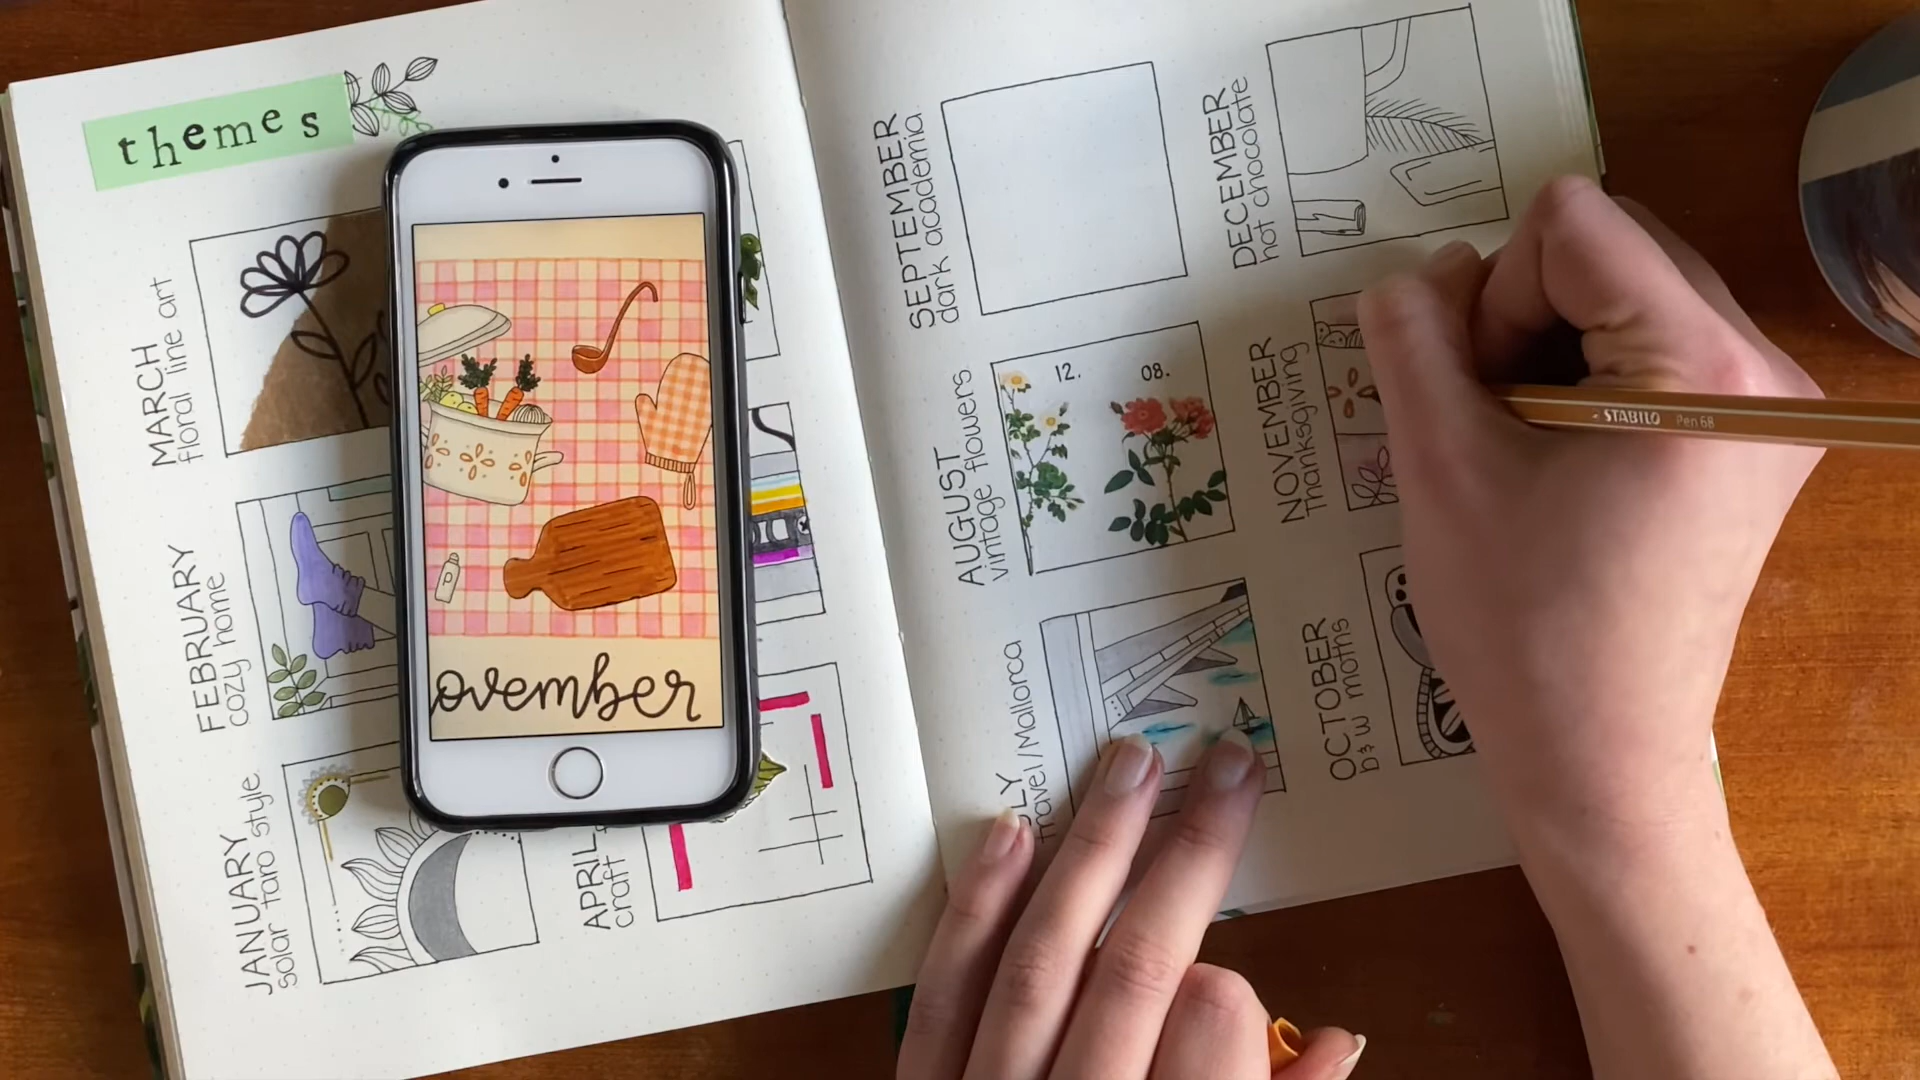 themes
MARCH
floral line art
FEBRUARY
cozy home
JANUARY
solar taro style
APRIL
craft
P
ovember
SEPTEMBER
dark academia
AUGUST
vintage flowers
12.
08.
LY
travel/Mallorca
DECEMBER
hot chocolate
NOVEMBER
Thanksgiving
OCTOBER
b&w moths
STABILO Pen 68